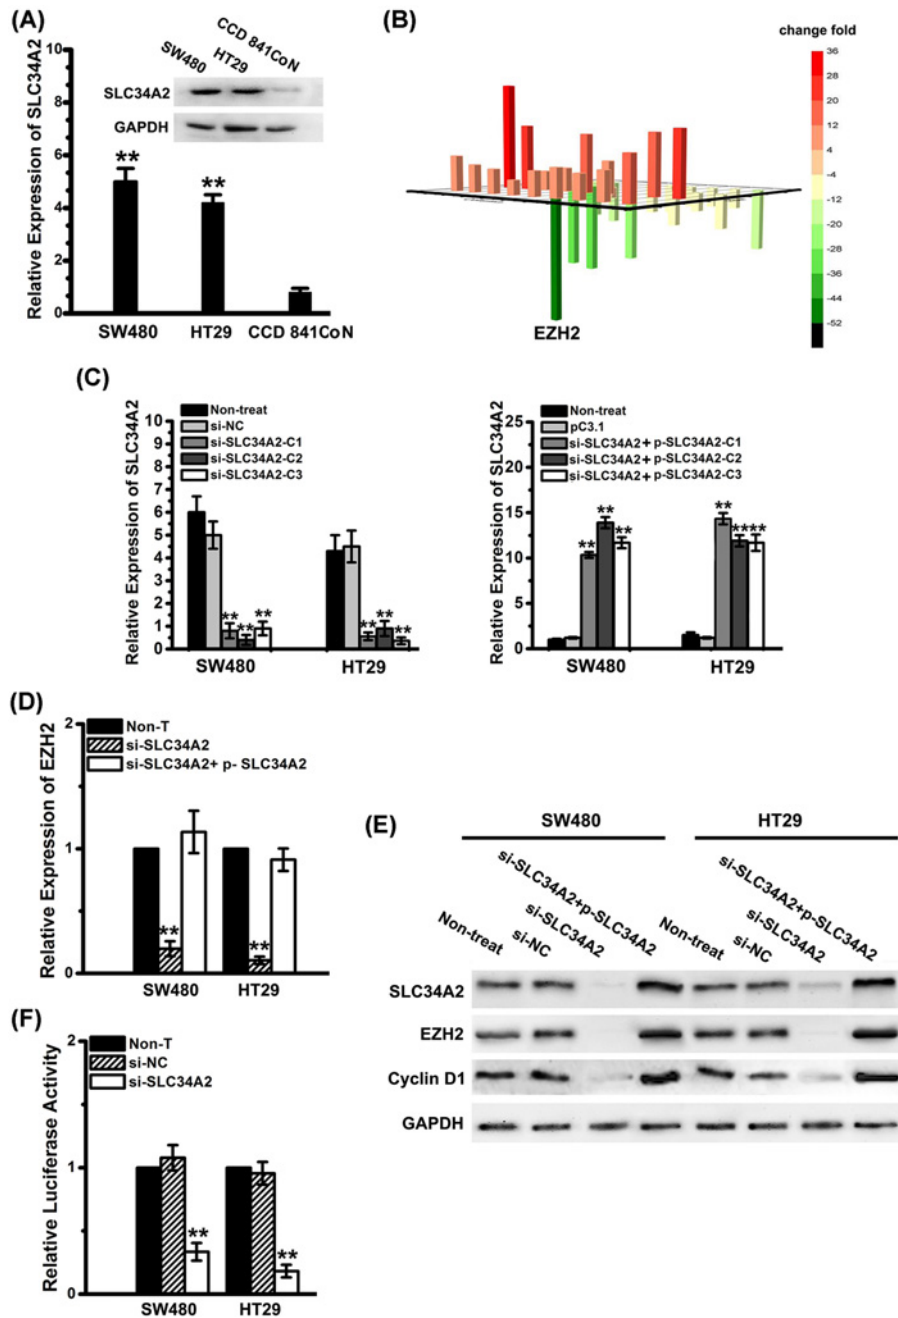 (A)
SW480
HT29
CCD 841CoN
SLC34A2
GAPDH
Relative Expression of SLC34A2
10
8
6
4
2
0
**
**
SW480
HT29
CCD 841CoN
(B)
change fold
36
28
20
12
4
-4
-12
-20
-28
-36
-44
-52
EZH2
(C)
Relative Expression of SLC34A2
10
9
8
7
6
5
4
3
2
1
0
Non-treat
si-NC
si-SLC34A2-C1
si-SLC34A2-C2
si-SLC34A2-C3
** ** **
** ** **
SW480
HT29
Relative Expression of SLC34A2
25
20
15
10
5
0
Non-treat
pC3.1
si-SLC34A2+p-SLC34A2-C1
si-SLC34A2+p-SLC34A2-C2
si-SLC34A2+p-SLC34A2-C3
** ** **
** ****
SW480
HT29
(D)
Relative Expression of EZH2
2
1
0
Non-T
si-SLC34A2
si-SLC34A2+ p- SLC34A2
**
**
SW480
HT29
(E)
SW480
HT29
Non-treat
si-NC
si-SLC34A2
si-SLC34A2+p-SLC34A2
Non-treat
si-NC
si-SLC34A2
si-SLC34A2+p-SLC34A2
SLC34A2
EZH2
Cyclin D1
GAPDH
(F)
Relative Luciferase Activity
2
1
0
Non-T
si-NC
si-SLC34A2
**
**
SW480
HT29